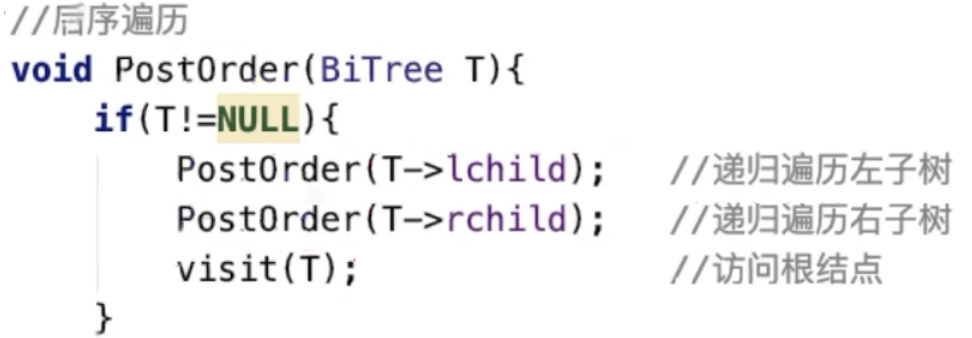 //后序遍历
void PostOrder(BiTree T){
    if(T!=NULL){
        PostOrder(T->lchild);   //递归遍历左子树
        PostOrder(T->rchild);   //递归遍历右子树
        visit(T);               //访问根结点
    }